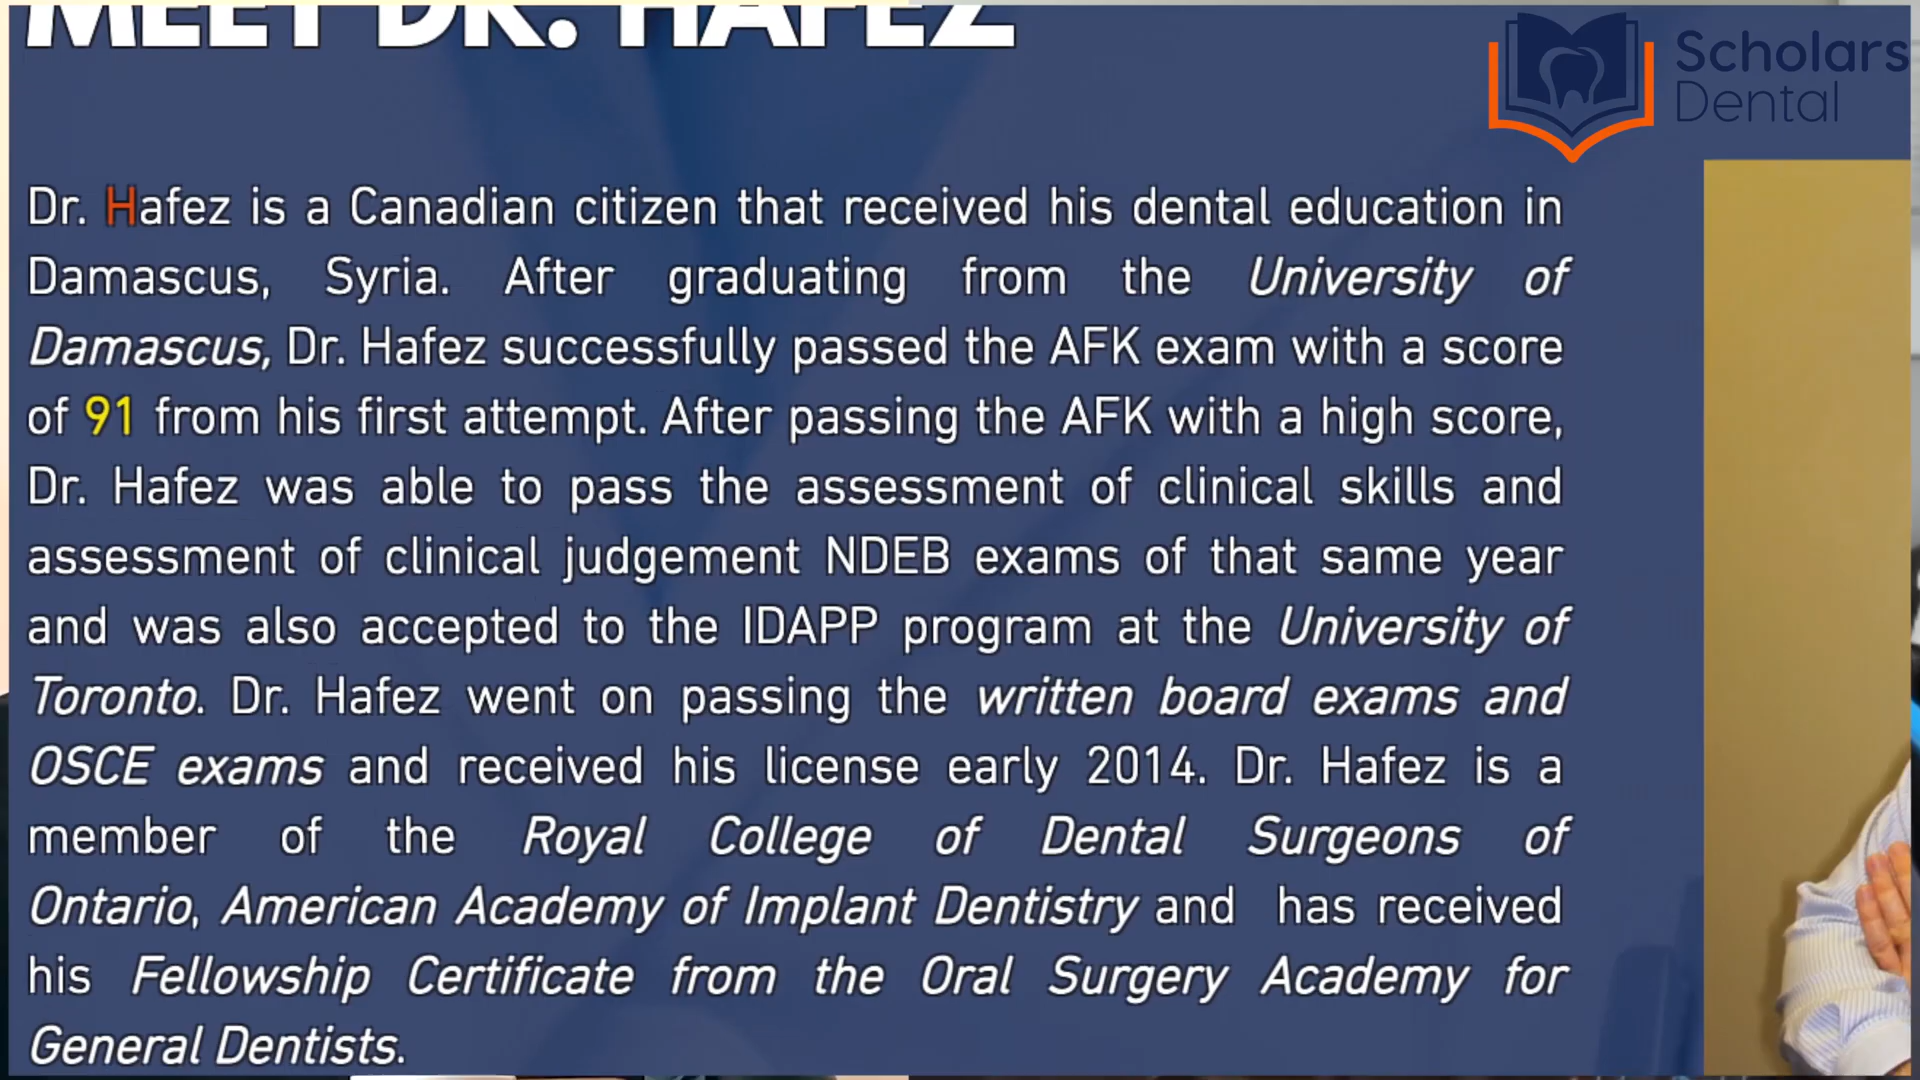 MEET DR. HAFEZ
Scholars
Dental
Dr. Hafez is a Canadian citizen that received his dental education in
Damascus, Syria. After graduating from the University of
Damascus, Dr. Hafez successfully passed the AFK exam with a score
of 91 from his first attempt. After passing the AFK with a high score,
Dr. Hafez was able to pass the assessment of clinical skills and
assessment of clinical judgement NDEB exams of that same year
and was also accepted to the IDAPP program at the University of
Toronto. Dr. Hafez went on passing the written board exams and
OSCE exams and received his license early 2014. Dr. Hafez is a
member of the Royal College of Dental Surgeons of
Ontario, American Academy of Implant Dentistry and has received
his Fellowship Certificate from the Oral Surgery Academy for
General Dentists.